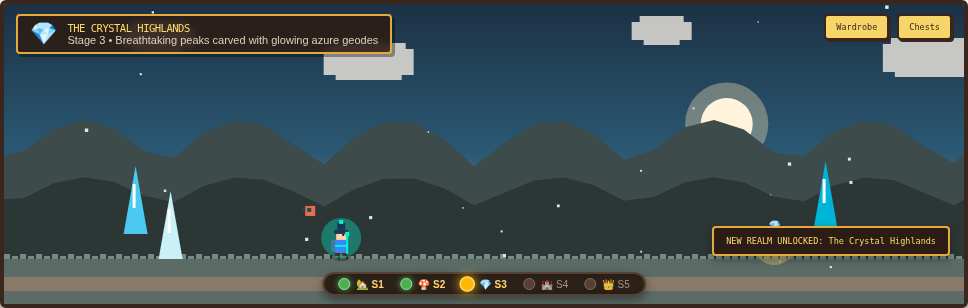 THE CRYSTAL HIGHLANDS
Stage 3 • Breathtaking peaks carved with glowing azure geodes
Wardrobe
Chests
NEW REALM UNLOCKED: The Crystal Highlands
S1
S2
S3
S4
S5